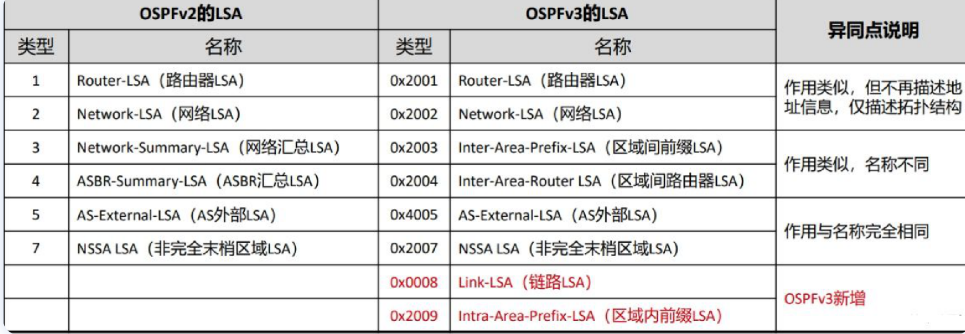 OSPFv2的LSA OSPFv3的LSA 异同点说明
类型 名称 类型 名称
1 Router-LSA（路由器LSA） 0x2001 Router-LSA（路由器LSA）
2 Network-LSA（网络LSA） 0x2002 Network-LSA（网络LSA）
作用类似，但不再描述地
址信息，仅描述拓扑结构
3 Network-Summary-LSA（网络汇总LSA） 0x2003 Inter-Area-Prefix-LSA（区域间前缀LSA）
4 ASBR-Summary-LSA（ASBR汇总LSA） 0x2004 Inter-Area-Router LSA（区域间路由器LSA）
作用类似，名称不同
5 AS-External-LSA（AS外部LSA） 0x4005 AS-External-LSA（AS外部LSA）
7 NSSA LSA（非完全末梢区域LSA） 0x2007 NSSA LSA（非完全末梢区域LSA）
作用与名称完全相同
0x0008 Link-LSA（链路LSA）
0x2009 Intra-Area-Prefix-LSA（区域内前缀LSA）
OSPFv3新增